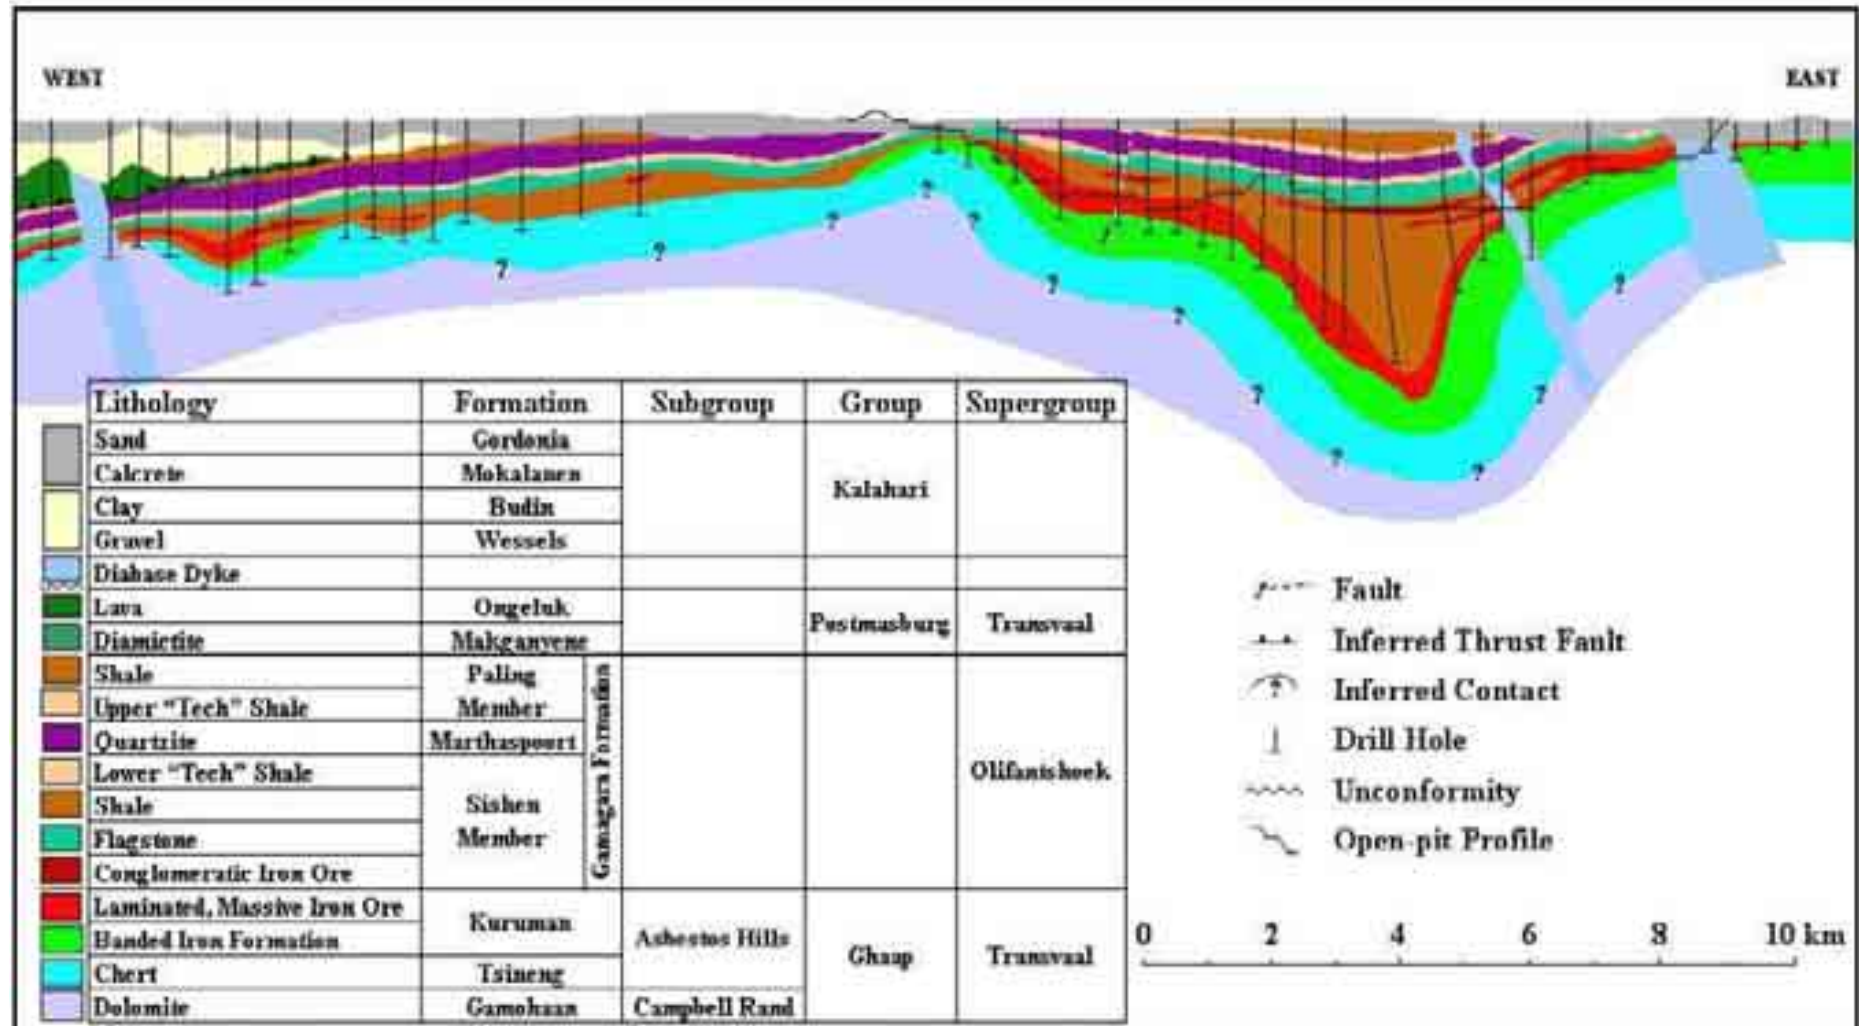 WEST
EAST
? ? ? ? ? ? ? ? ? ? ? ? ? ?
Lithology Formation Subgroup Group Supergroup
Sand Gordonia
Calcrete Mokalanen
Clay Budin
Kalahari
Gravel Wessels
Diabase Dyke
Lava Ongeluk
Postmasburg Transvaal
Diamictite Makganyene
Shale Paling
Upper "Tech" Shale Member
Quartzite Marthaspoort
Lower "Tech" Shale
Olifantshoek
Shale Sishen
Flagstone Member
Gamagara Formation
Conglomeratic Iron Ore
Laminated, Massive Iron Ore
Kuruman
Banded Iron Formation
Asbestos Hills
Ghaap Transvaal
Chert Tsineng
Dolomite Gamohaan Campbell Rand
Fault
Inferred Thrust Fault
? Inferred Contact
Drill Hole
Unconformity
Open-pit Profile
0 2 4 6 8 10 km